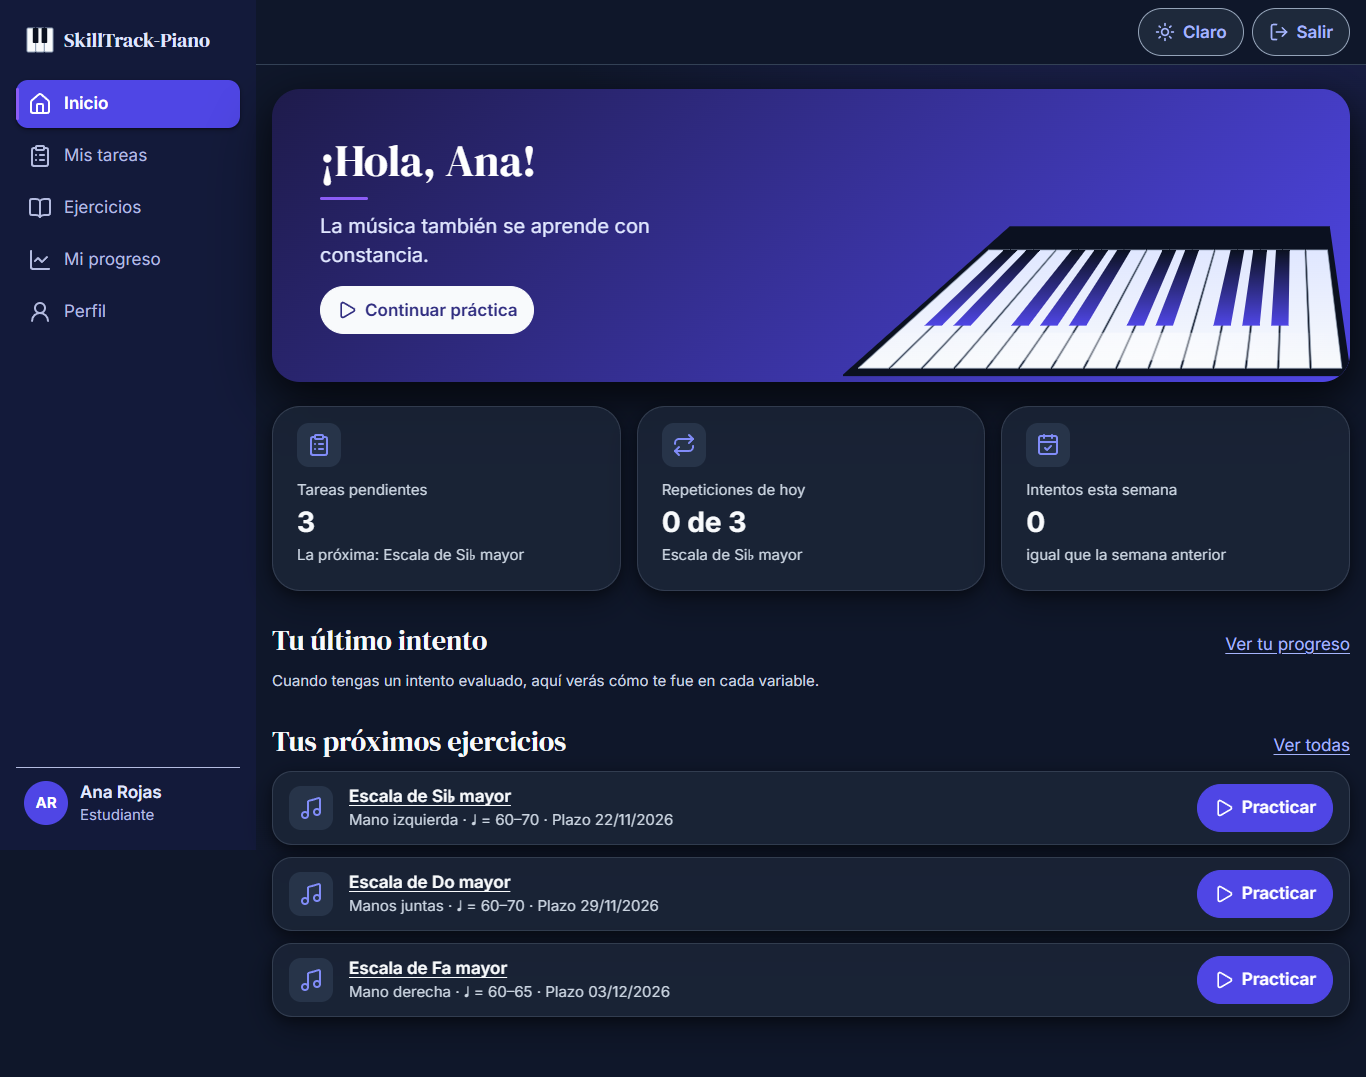 SkillTrack-Piano
Claro
Salir
Inicio
Mis tareas
Ejercicios
Mi progreso
Perfil
¡Hola, Ana!
La música también se aprende con
constancia.
Continuar práctica
Tareas pendientes
3
La próxima: Escala de Si♭ mayor
Repeticiones de hoy
0 de 3
Escala de Si♭ mayor
Intentos esta semana
0
igual que la semana anterior
Tu último intento
Ver tu progreso
Cuando tengas un intento evaluado, aquí verás cómo te fue en cada variable.
Tus próximos ejercicios
Ver todas
Escala de Si♭ mayor
Mano izquierda · ♩ = 60–70 · Plazo 22/11/2026
Practicar
Escala de Do mayor
Manos juntas · ♩ = 60–70 · Plazo 29/11/2026
Practicar
Escala de Fa mayor
Mano derecha · ♩ = 60–65 · Plazo 03/12/2026
Practicar
AR
Ana Rojas
Estudiante